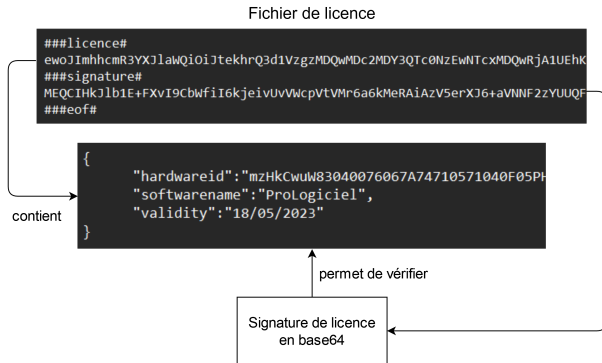 Fichier de licence
###licence#
ewoJImhhcmR3YXJlaWQiOiJtekhrQ3d1VzgzMDQwMDc2MDY3QTc0NzEwNTcxMDQwRjA1UEhK
###signature#
MEQCIHkJlb1E+FXvI9CbWfiI6kjeivUvVWcpVtVMr6a6kMeRAiAzV5erXJ6+aVNNF2zYUUQF
###eof#
{
"hardwareid":"mzHkCwuW83040076067A74710571040F05PH
"softwarename":"ProLogiciel",
"validity":"18/05/2023"
}
contient
permet de vérifier
Signature de licence
en base64